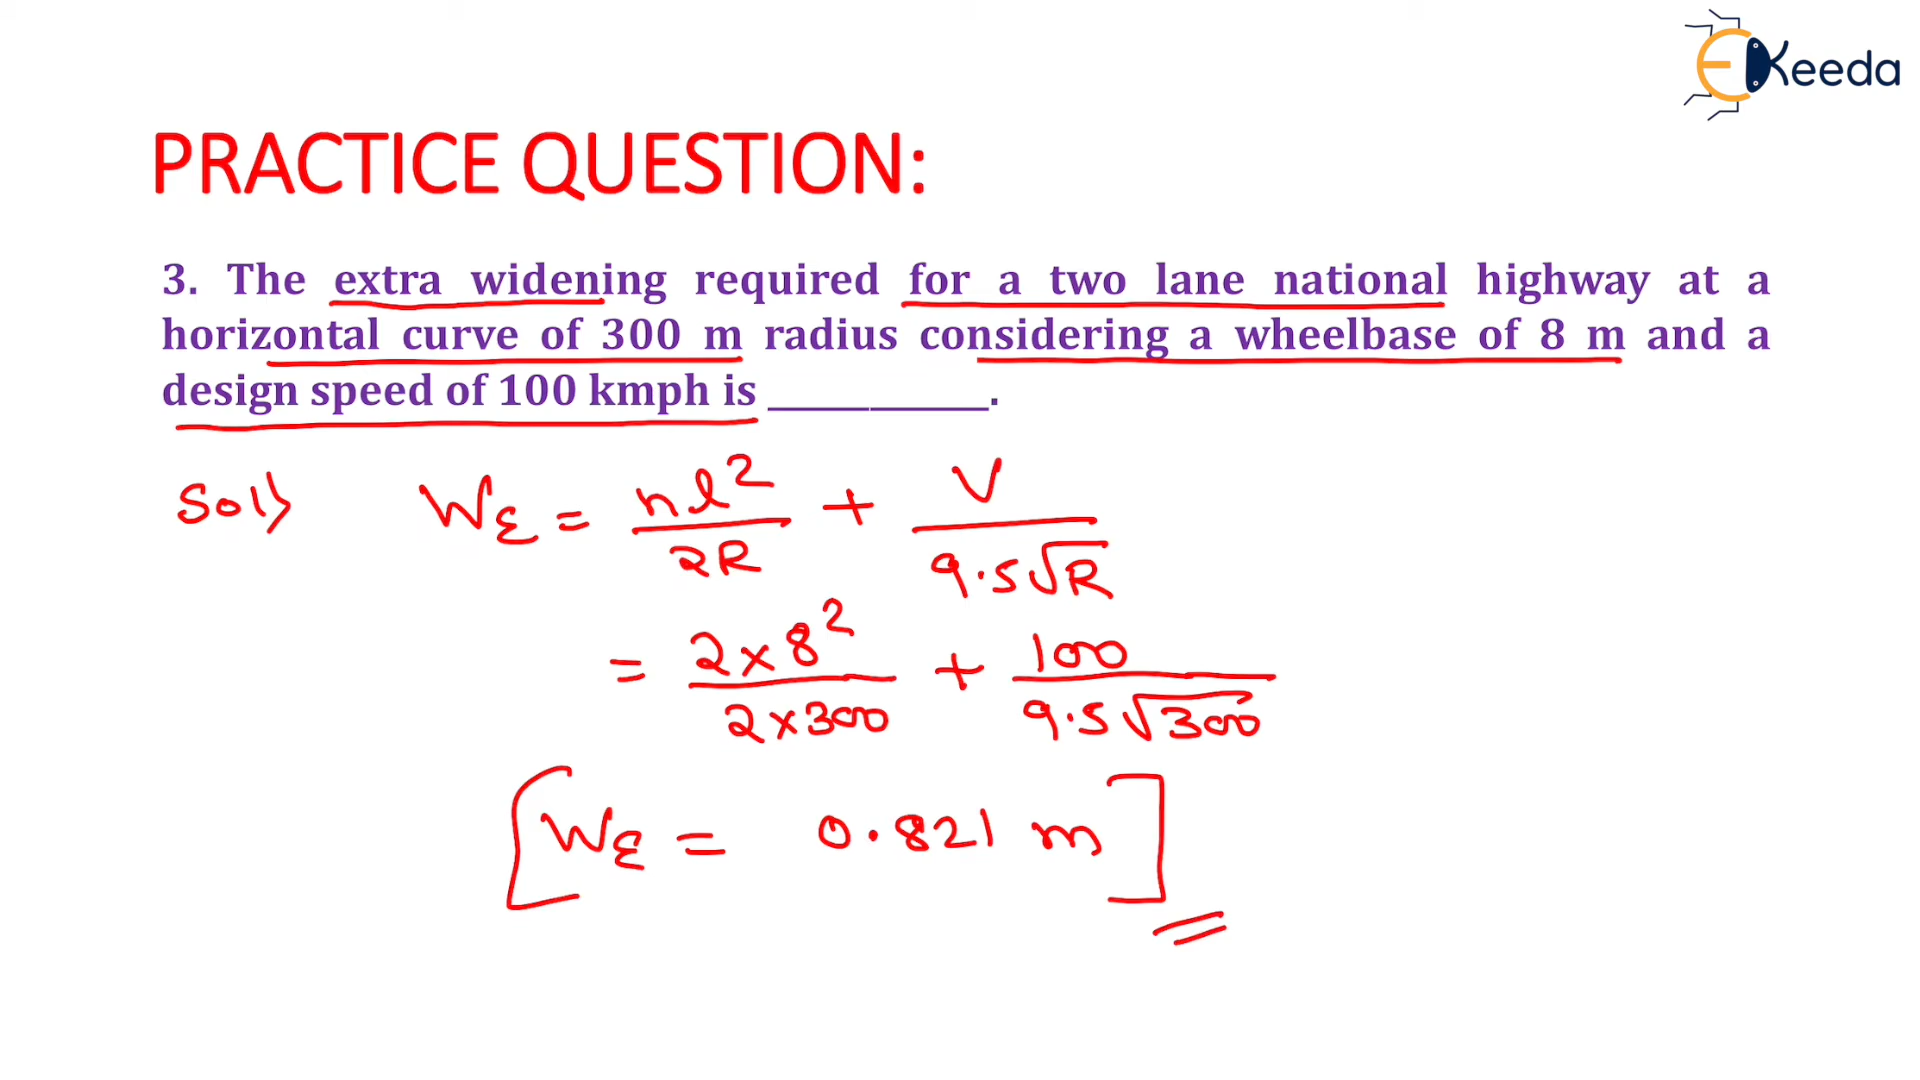 EKeeda
PRACTICE QUESTION:
3. The extra widening required for a two lane national highway at a
horizontal curve of 300 m radius considering a wheelbase of 8 m and a
design speed of 100 kmph is __________.
Sol) W_E = nl²/2R + V/9.5√R
= 2×8²/2×300 + 100/9.5√300
[W_E = 0.821 m]